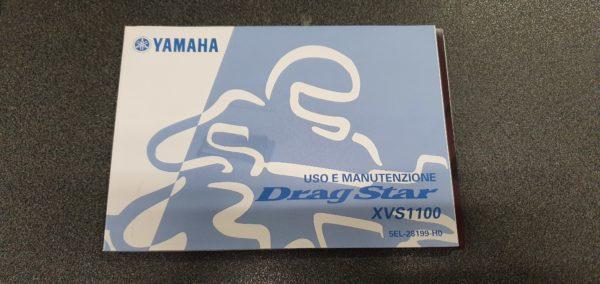 YAMAHA
USO E MANUTENZIONE
Drag Star
XVS1100
5EL-28199-H0